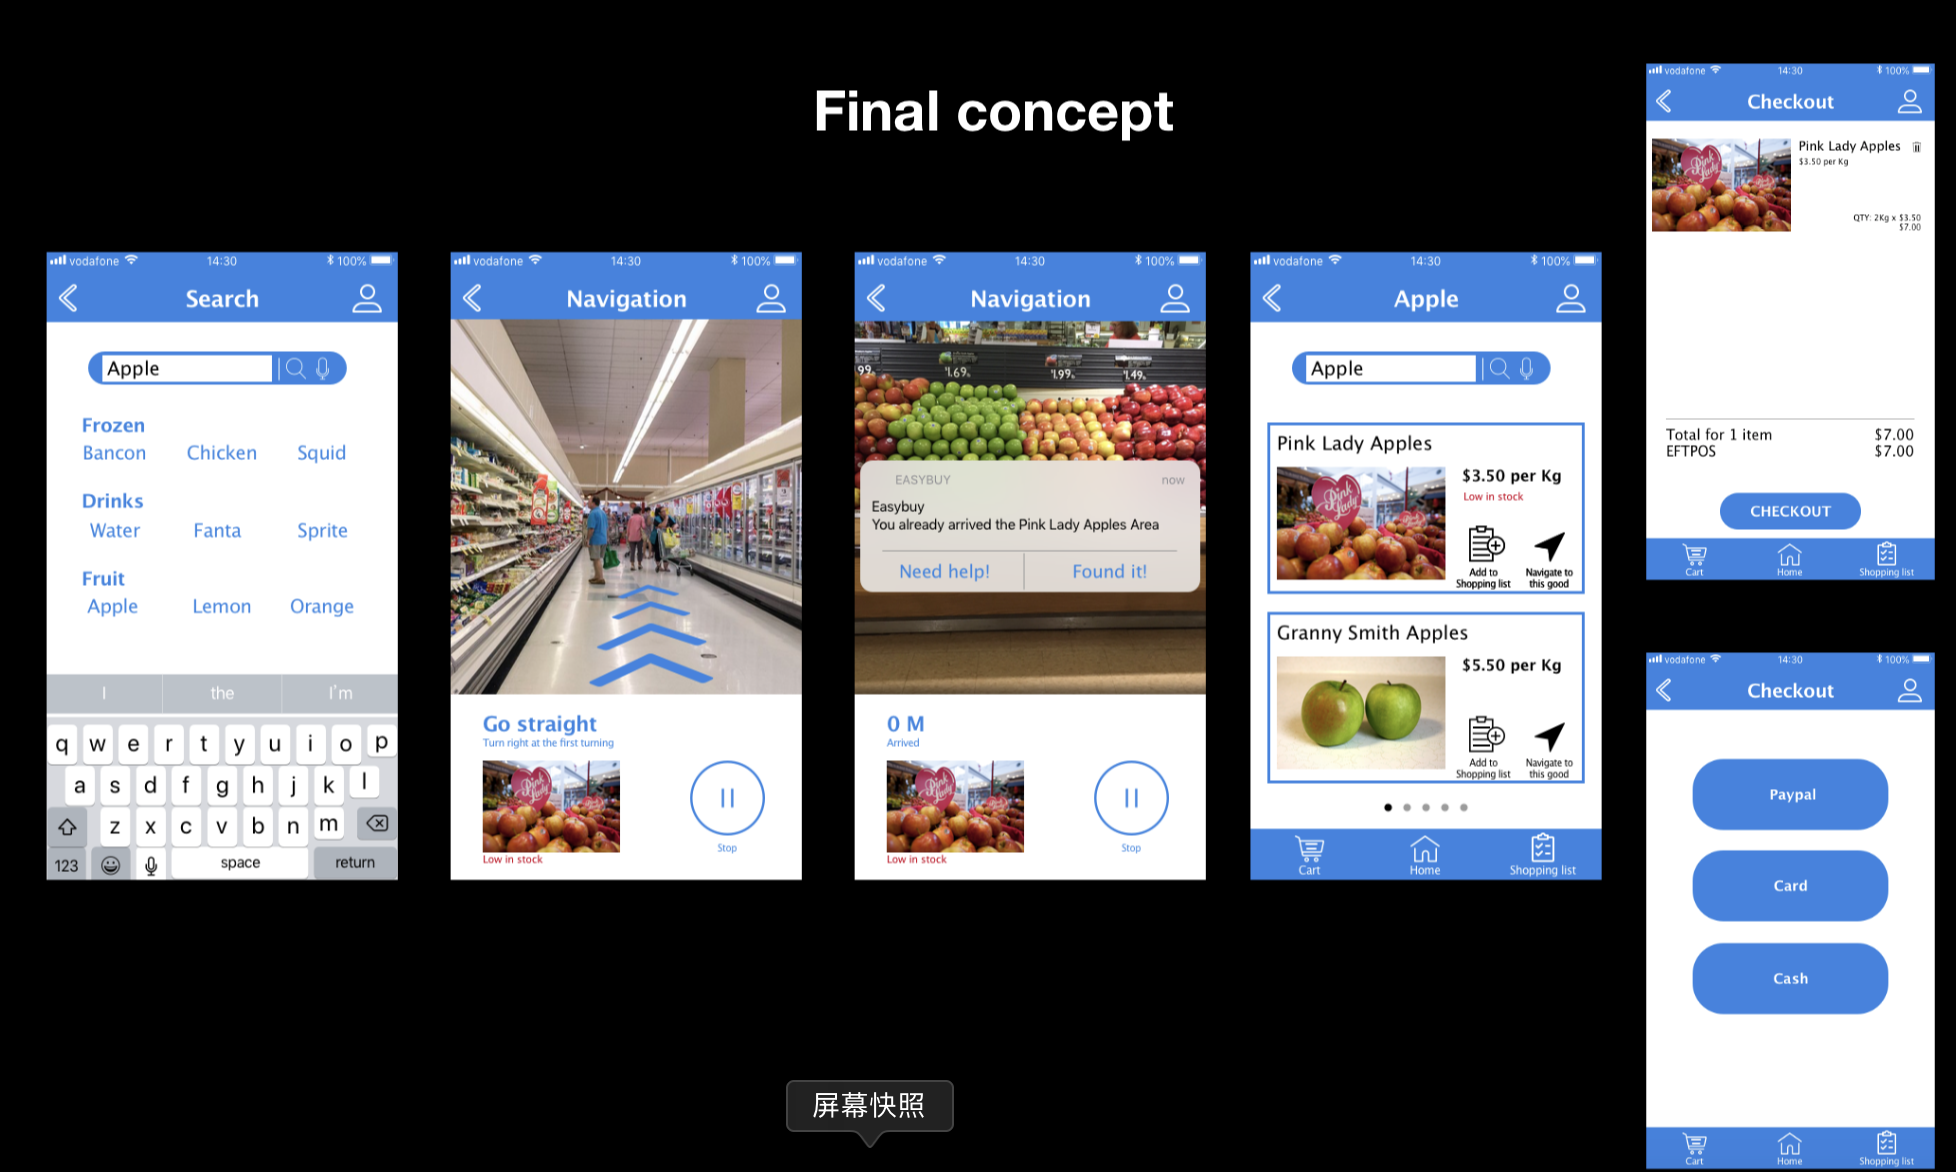 Final concept
vodafone 14:30 100%
Search
Apple
Frozen
Bancon Chicken Squid
Drinks
Water Fanta Sprite
Fruit
Apple Lemon Orange
I the I'm
q w e r t y u i o p
a s d f g h j k l
z x c v b n m
123 space return
vodafone 14:30 100%
Navigation
Go straight
Turn right at the first turning
Pink Lady
Low in stock
Stop
vodafone 14:30 100%
Navigation
99 1.69 1.99 1.49
EASYBUY now
Easybuy
You already arrived the Pink Lady Apples Area
Need help! Found it!
0 M
Arrived
Pink Lady
Low in stock
Stop
vodafone 14:30 100%
Apple
Apple
Pink Lady Apples
Pink Lady
$3.50 per Kg
Low in stock
Add to Shopping list
Navigate to this good
Granny Smith Apples
$5.50 per Kg
Add to Shopping list
Navigate to this good
Cart Home Shopping list
vodafone 14:30 100%
Checkout
Pink Lady
Pink Lady Apples
$3.50 per Kg
QTY: 2Kg x $3.50
$7.00
Total for 1 item $7.00
EFTPOS $7.00
CHECKOUT
Cart Home Shopping list
vodafone 14:30 100%
Checkout
Paypal
Card
Cash
Cart Home Shopping list
屏幕快照